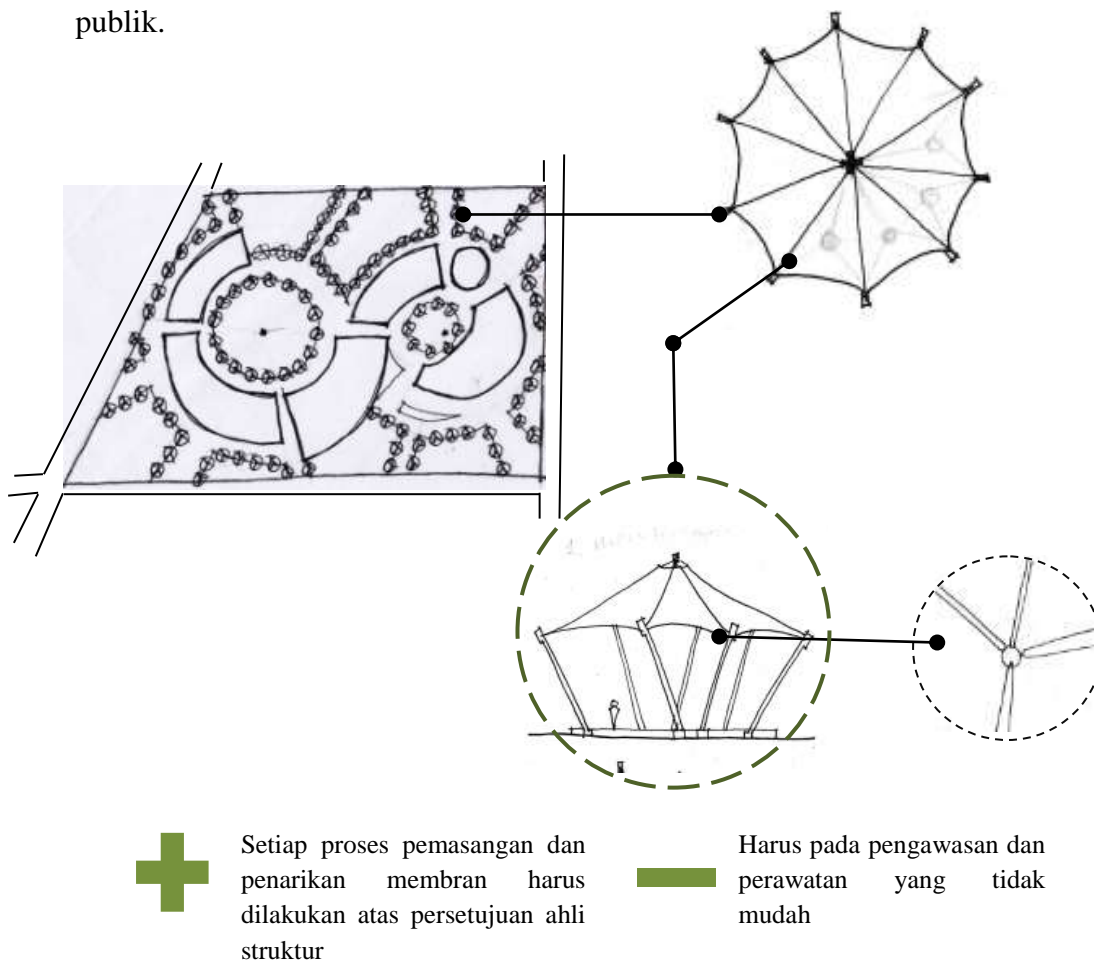 publik.
Setiap proses pemasangan dan
penarikan membran harus
dilakukan atas persetujuan ahli
struktur
Harus pada pengawasan dan
perawatan yang tidak
mudah